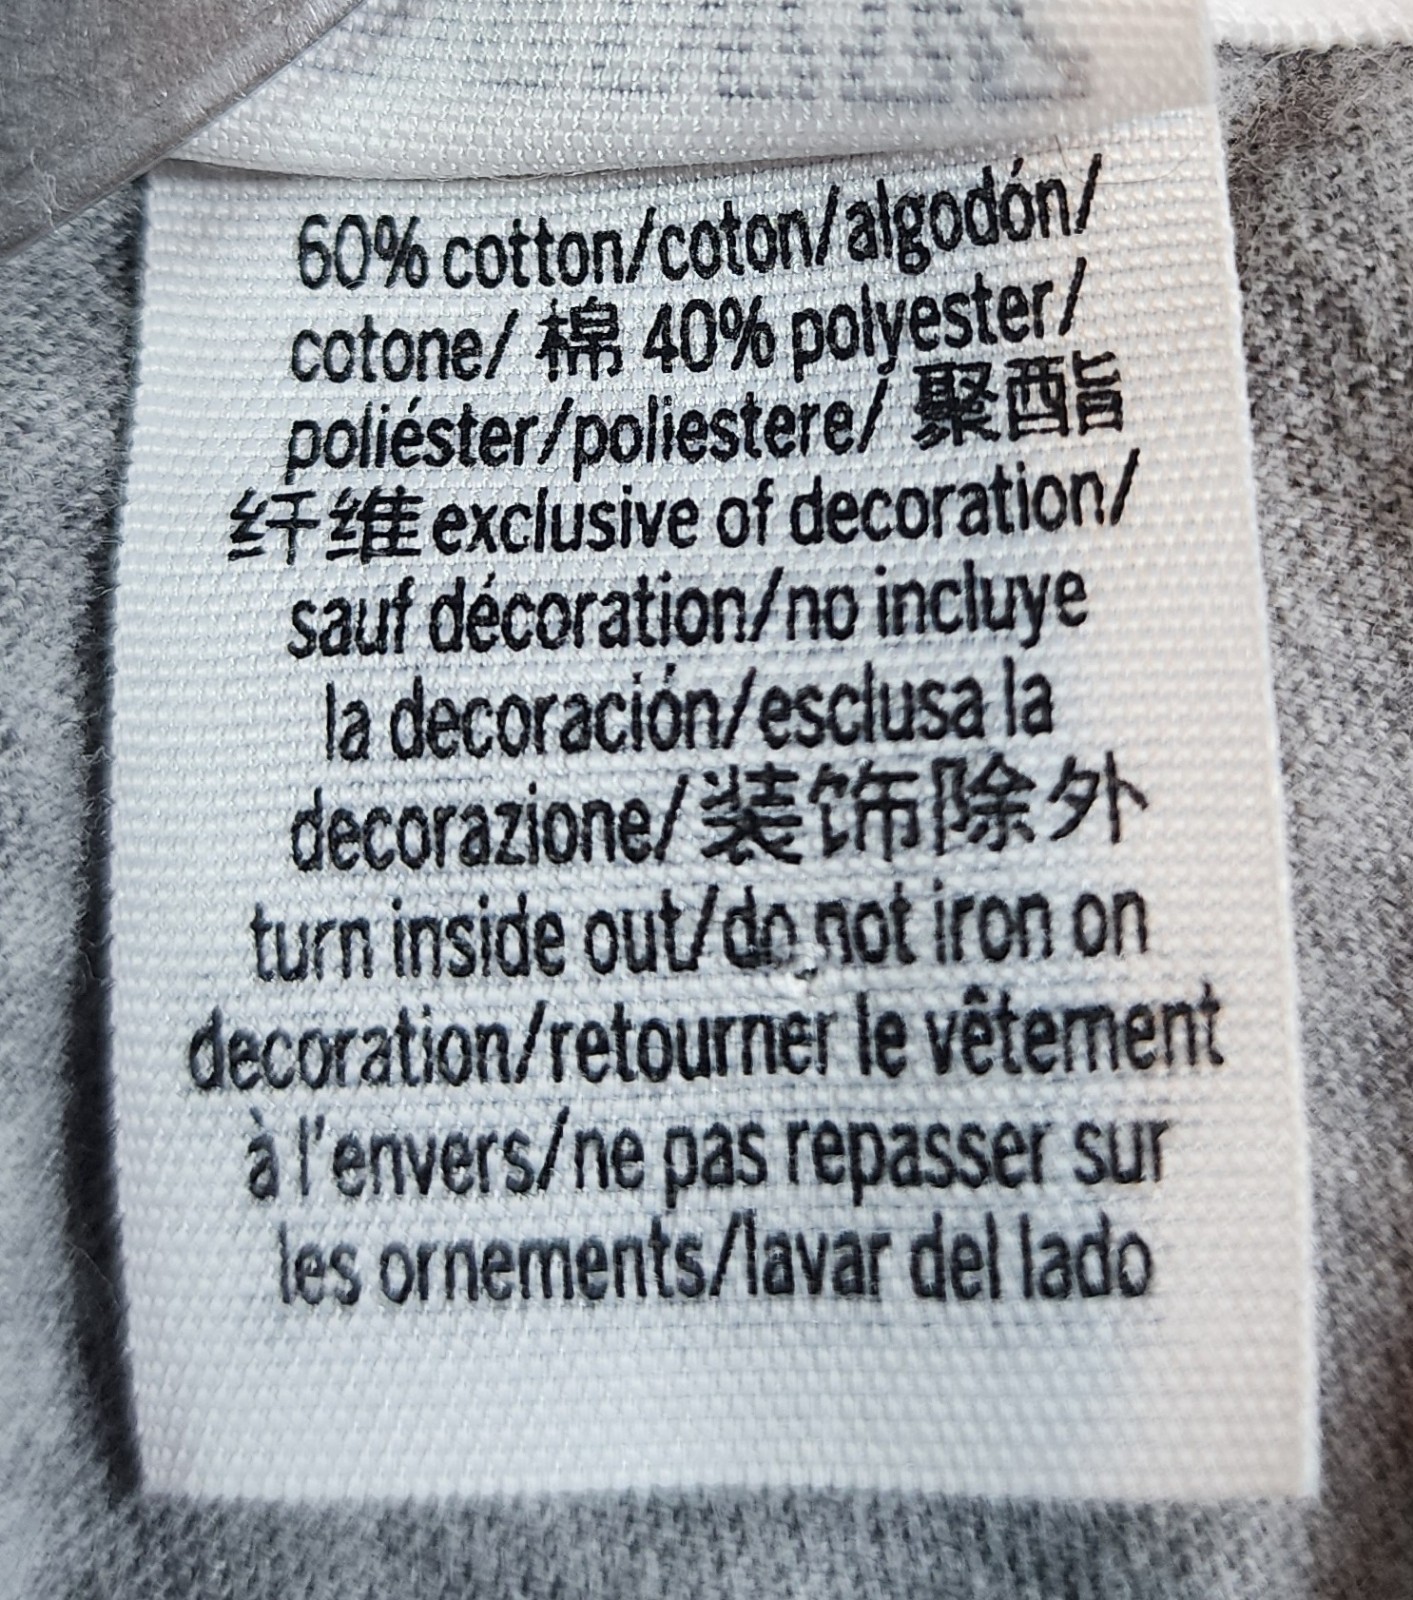 60% cotton/coton/algodón/
cotone/ 棉 40% polyester/
poliéster/poliestere/ 聚酯
纤维 exclusive of decoration/
sauf décoration/no incluye
la decoración/esclusa la
decorazione/ 装饰除外
turn inside out/do not iron on
decoration/retourner le vêtement
à l'envers/ne pas repasser sur
les ornements/lavar del lado